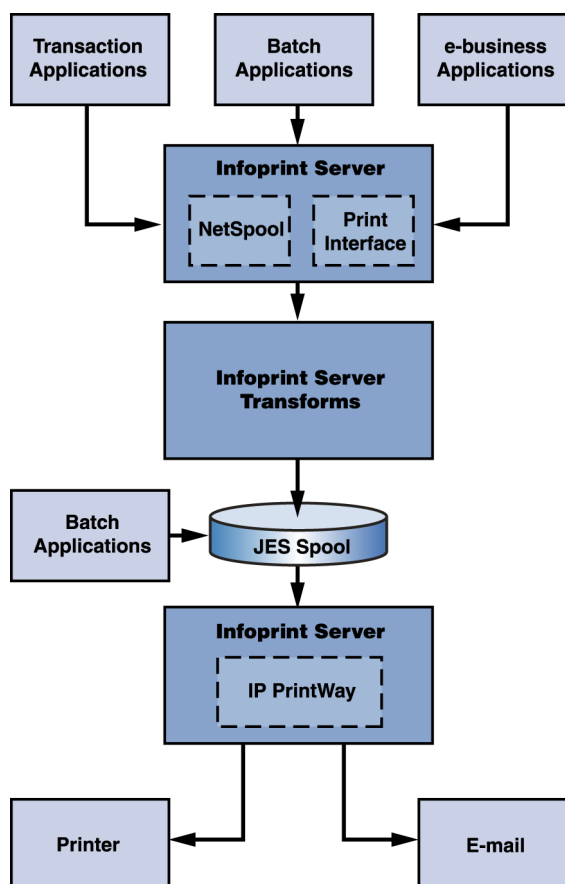 Transaction
Applications
Batch
Applications
e-business
Applications
Infoprint Server
NetSpool
Print
Interface
Infoprint Server
Transforms
Batch
Applications
JES Spool
Infoprint Server
IP PrintWay
Printer
E-mail